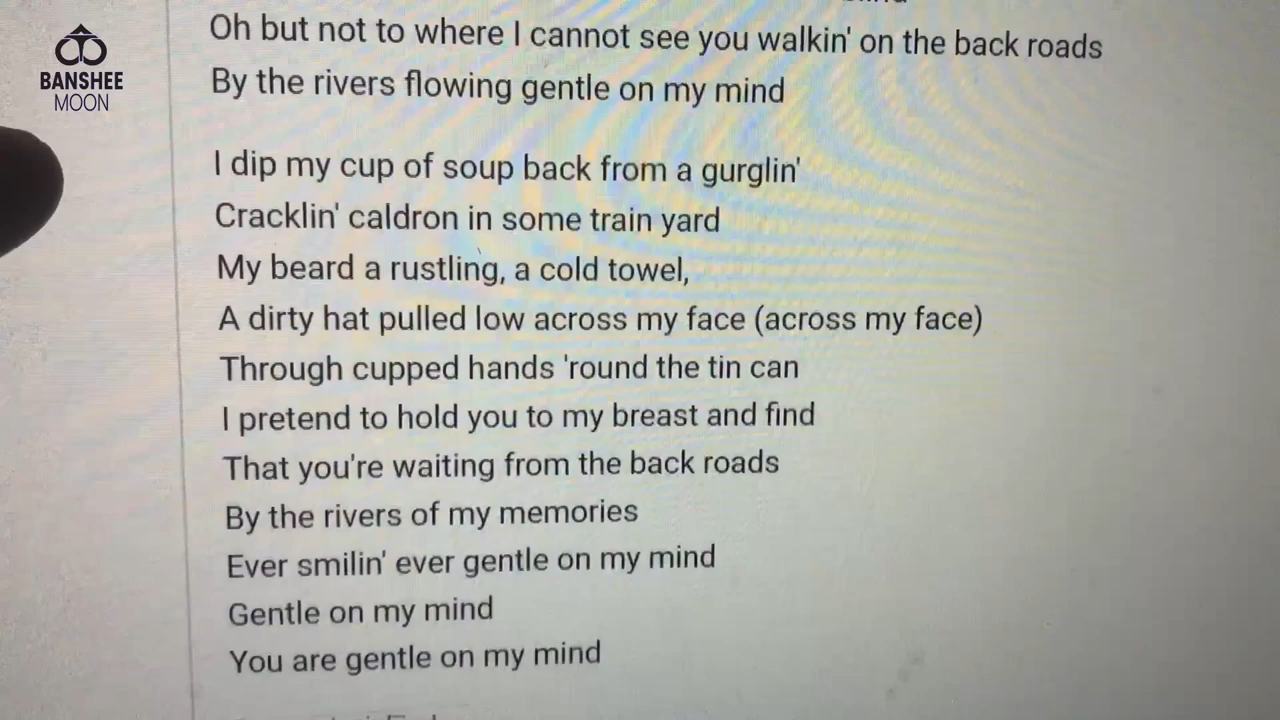 BANSHEE
MOON
Oh but not to where I cannot see you walkin' on the back roads
By the rivers flowing gentle on my mind
I dip my cup of soup back from a gurglin'
Cracklin' caldron in some train yard
My beard a rustling, a cold towel,
A dirty hat pulled low across my face (across my face)
Through cupped hands 'round the tin can
I pretend to hold you to my breast and find
That you're waiting from the back roads
By the rivers of my memories
Ever smilin' ever gentle on my mind
Gentle on my mind
You are gentle on my mind